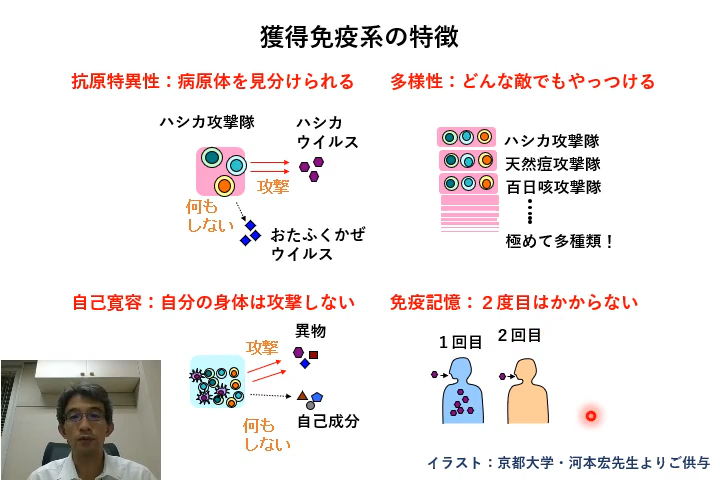 獲得免疫系の特徴
抗原特異性：病原体を見分けられる
ハシカ攻撃隊
ハシカ
ウイルス
攻撃
何も
しない
おたふくかぜ
ウイルス
多様性：どんな敵でもやっつける
ハシカ攻撃隊
天然痘攻撃隊
百日咳攻撃隊
極めて多種類！
自己寛容：自分の身体は攻撃しない
攻撃
異物
何も
しない
自己成分
免疫記憶：２度目はかからない
１回目
２回目
イラスト：京都大学・河本宏先生よりご供与